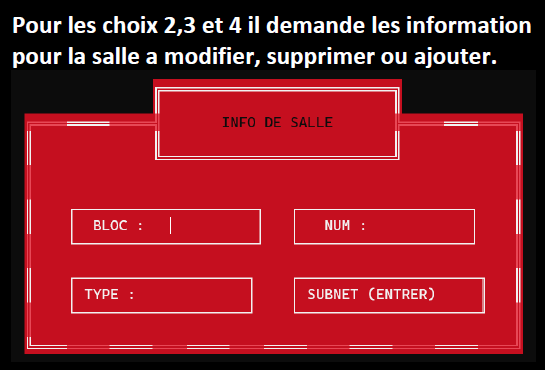 Pour les choix 2,3 et 4 il demande les information
pour la salle a modifier, supprimer ou ajouter.
INFO DE SALLE
BLOC :
NUM :
TYPE :
SUBNET (ENTRER)